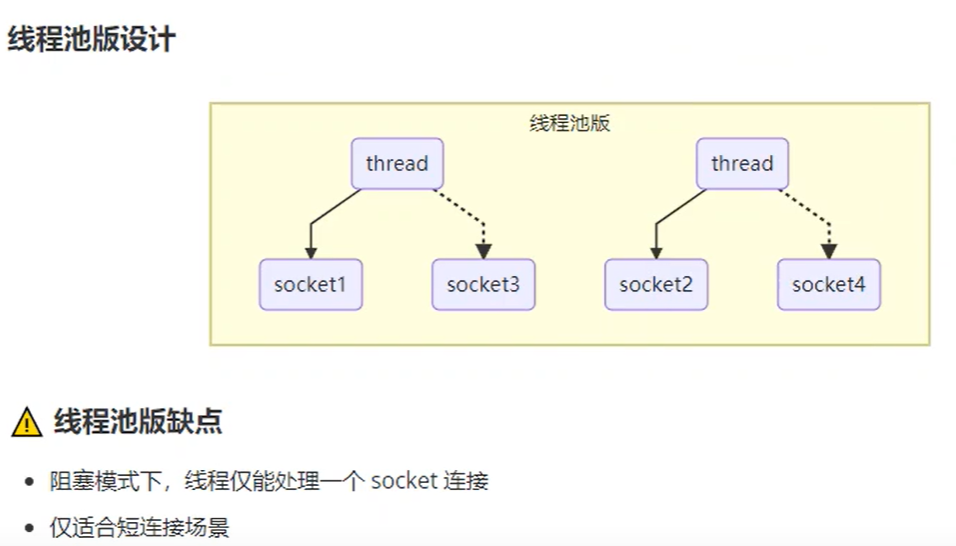 线程池版设计
线程池版
thread thread
socket1 socket3 socket2 socket4
线程池版缺点
阻塞模式下，线程仅能处理一个 socket 连接
仅适合短连接场景